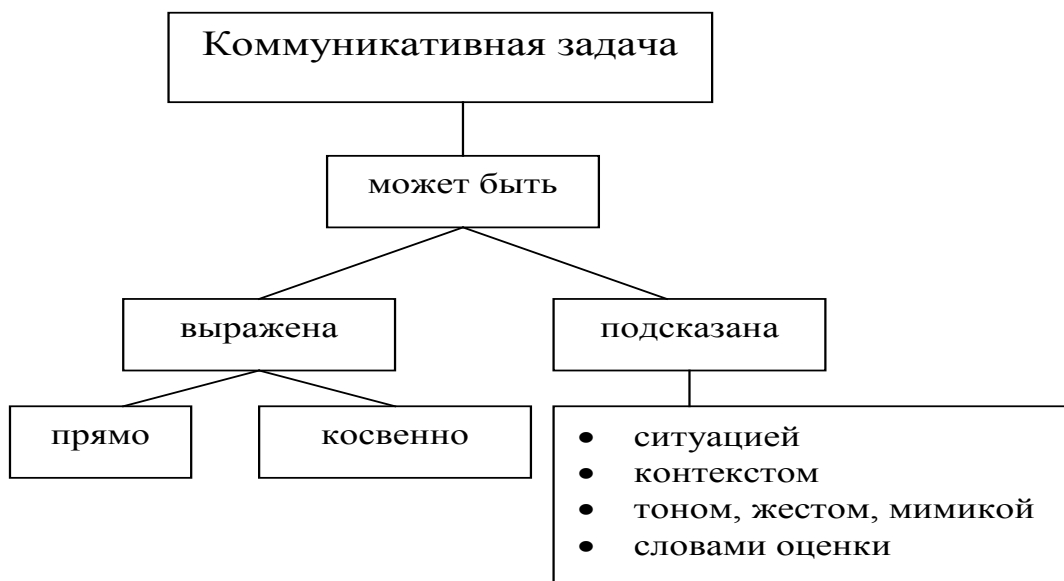 Коммуникативная задача
может быть
выражена
подсказана
прямо
косвенно
• ситуацией
• контекстом
• тоном, жестом, мимикой
• словами оценки